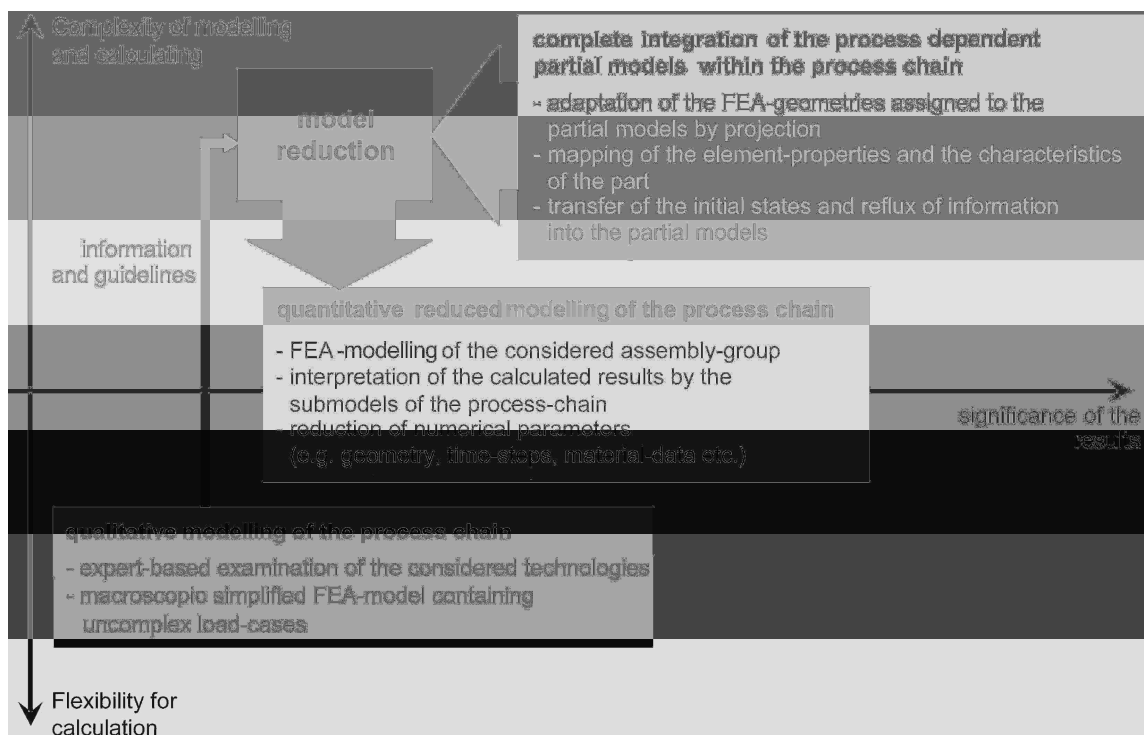 Complexity of modelling
and calculating
complete integration of the process dependent
partial models within the process chain
- adaptation of the FEA-geometries assigned to the
partial models by projection
- mapping of the element-properties and the characteristics
of the part
- transfer of the initial states and reflux of information
into the partial models
model
reduction
information
and guidelines
quantitative reduced modelling of the process chain
- FEA-modelling of the considered assembly-group
- interpretation of the calculated results by the
submodels of the process-chain
- reduction of numerical parameters
(e.g. geometry, time-steps, material-data etc.)
significance of the
results
qualitative modelling of the process chain
- expert-based examination of the considered technologies
- macroscopic simplified FEA-model containing
uncomplex load-cases
Flexibility for
calculation